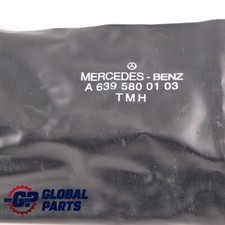 MERCEDES-BENZ
A 639 580 01 03
TMH
GP
GLOBAL
PARTS